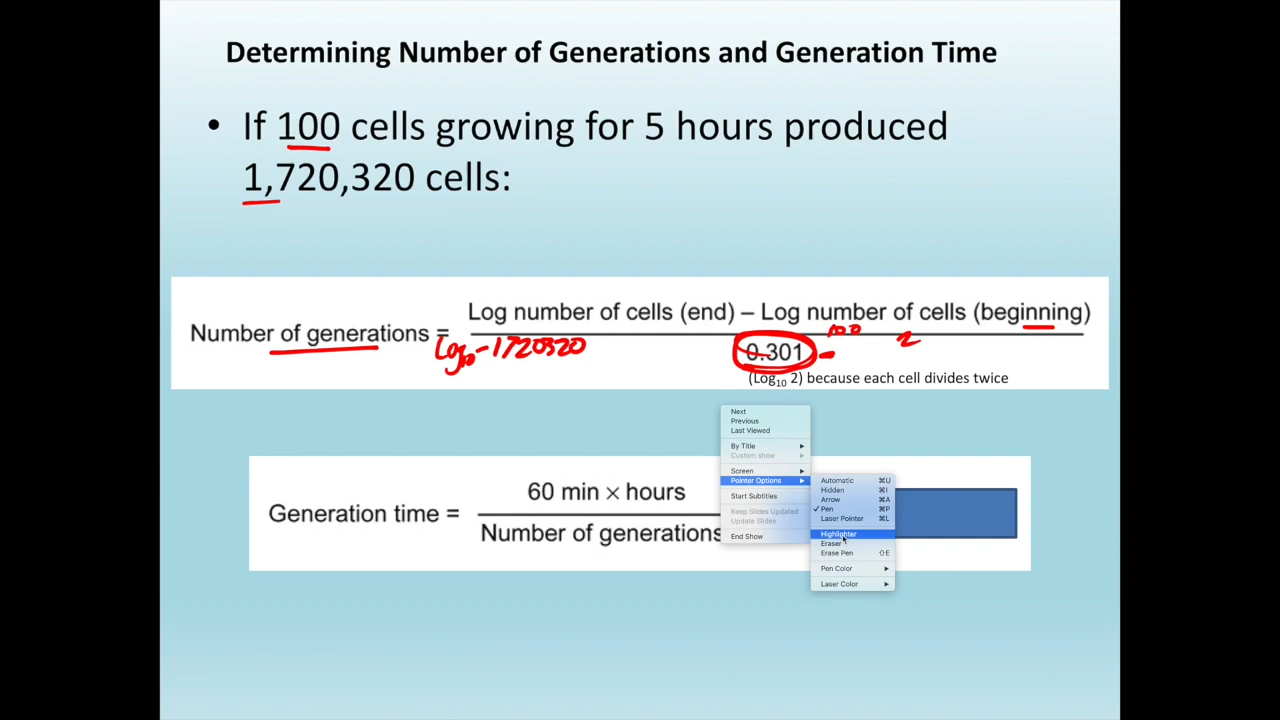 Determining Number of Generations and Generation Time
• If 100 cells growing for 5 hours produced
1,720,320 cells:
Log number of cells (end) – Log number of cells (beginning)
Number of generations =
0.301
Log10 - 1720320
100
2
(Log10 2) because each cell divides twice
60 min × hours
Generation time =
Number of generations
Next
Previous
Last Viewed
By Title
Custom show
Screen
Pointer Options
Start Subtitles
Keep Slides Updated
Update Slides
End Show
Automatic ⌘U
Hidden ⌘I
Arrow ⌘A
✓ Pen ⌘P
Laser Pointer ⌘L
Highlighter
Eraser
Erase Pen ⇧E
Pen Color
Laser Color